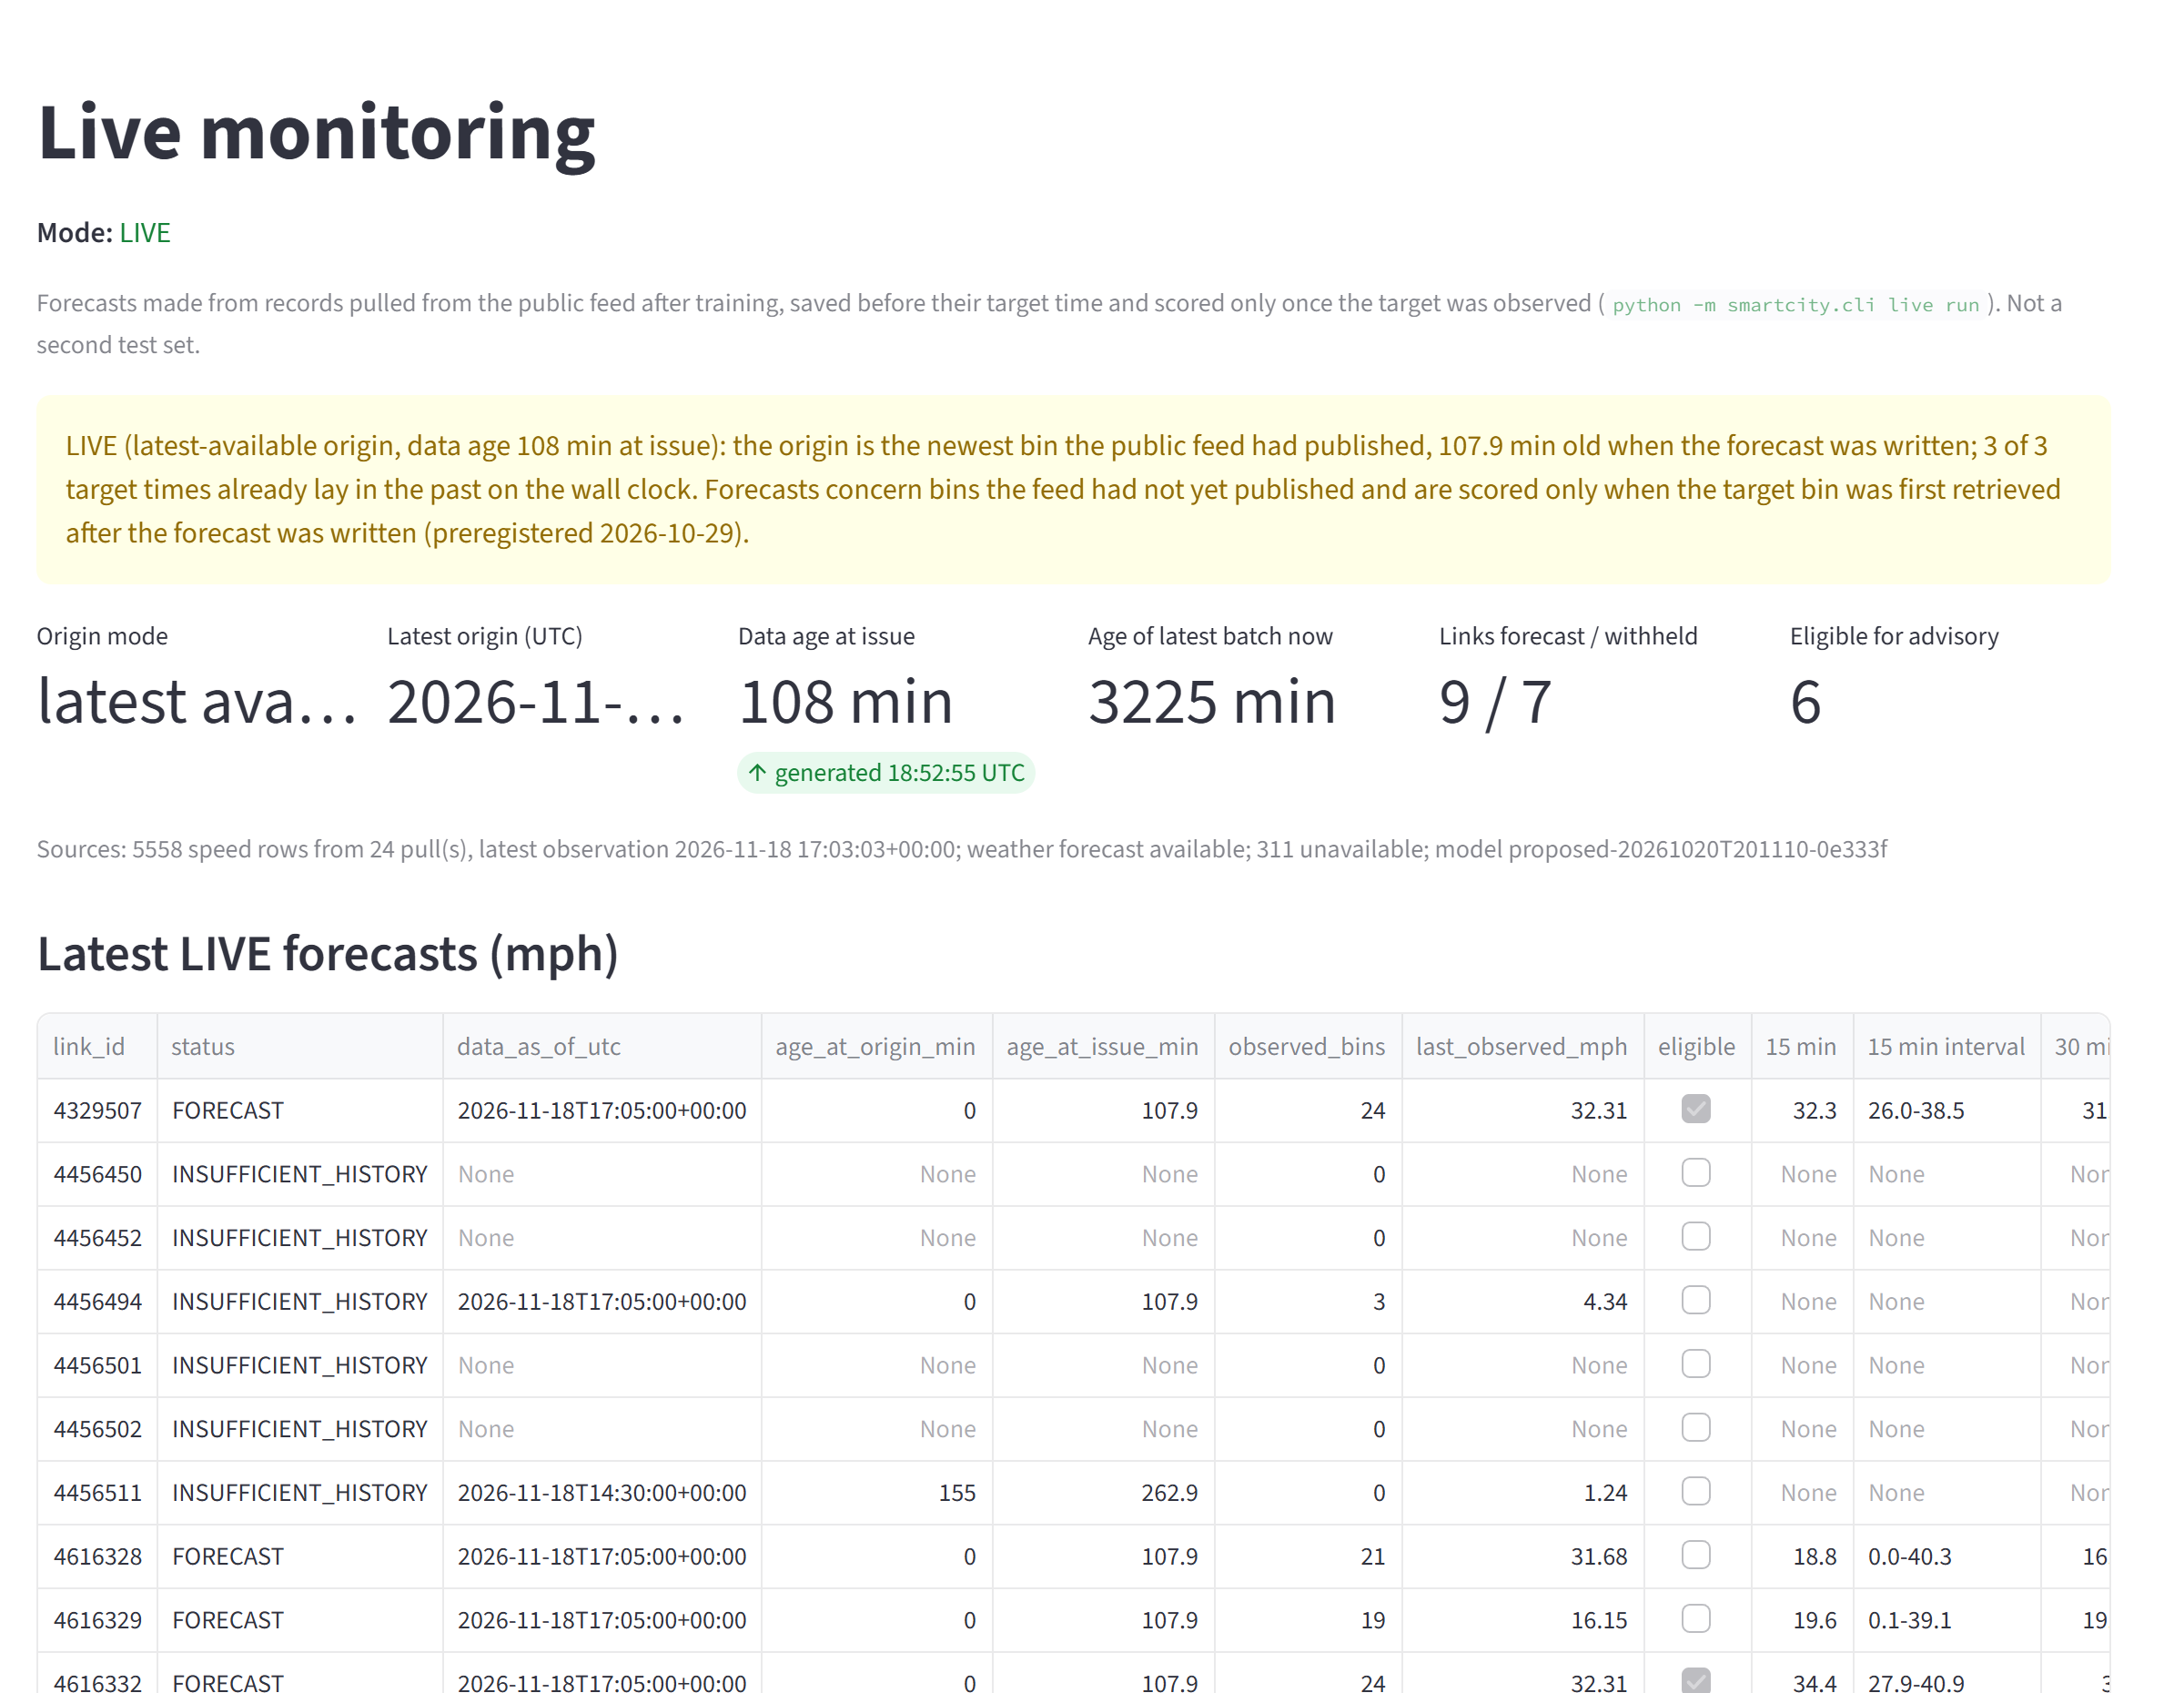 Live monitoring
Mode: LIVE
Forecasts made from records pulled from the public feed after training, saved before their target time and scored only once the target was observed ( python -m smartcity.cli live run ). Not a
second test set.
LIVE (latest-available origin, data age 108 min at issue): the origin is the newest bin the public feed had published, 107.9 min old when the forecast was written; 3 of 3
target times already lay in the past on the wall clock. Forecasts concern bins the feed had not yet published and are scored only when the target bin was first retrieved
after the forecast was written (preregistered 2026-10-29).
Origin mode Latest origin (UTC) Data age at issue Age of latest batch now Links forecast / withheld Eligible for advisory
latest ava… 2026-11-… 108 min 3225 min 9 / 7 6
↑ generated 18:52:55 UTC
Sources: 5558 speed rows from 24 pull(s), latest observation 2026-11-18 17:03:03+00:00; weather forecast available; 311 unavailable; model proposed-20261020T201110-0e333f
Latest LIVE forecasts (mph)
link_id status data_as_of_utc age_at_origin_min age_at_issue_min observed_bins last_observed_mph eligible 15 min 15 min interval 30 mi
4329507 FORECAST 2026-11-18T17:05:00+00:00 0 107.9 24 32.31 32.3 26.0-38.5 31
4456450 INSUFFICIENT_HISTORY None None None 0 None None None Nor
4456452 INSUFFICIENT_HISTORY None None None 0 None None None Nor
4456494 INSUFFICIENT_HISTORY 2026-11-18T17:05:00+00:00 0 107.9 3 4.34 None None Nor
4456501 INSUFFICIENT_HISTORY None None None 0 None None None Nor
4456502 INSUFFICIENT_HISTORY None None None 0 None None None Nor
4456511 INSUFFICIENT_HISTORY 2026-11-18T14:30:00+00:00 155 262.9 0 1.24 None None Nor
4616328 FORECAST 2026-11-18T17:05:00+00:00 0 107.9 21 31.68 18.8 0.0-40.3 16
4616329 FORECAST 2026-11-18T17:05:00+00:00 0 107.9 19 16.15 19.6 0.1-39.1 19
4616332 FORECAST 2026-11-18T17:05:00+00:00 0 107.9 24 32.31 34.4 27.9-40.9 3